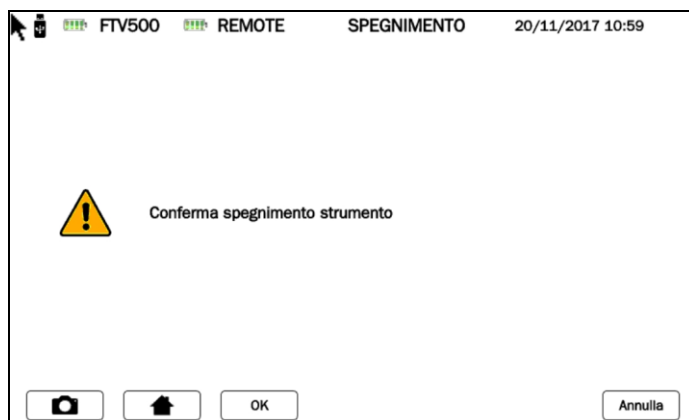 FTV500 REMOTE SPEGNIMENTO 20/11/2017 10:59
Conferma spegnimento strumento
OK Annulla